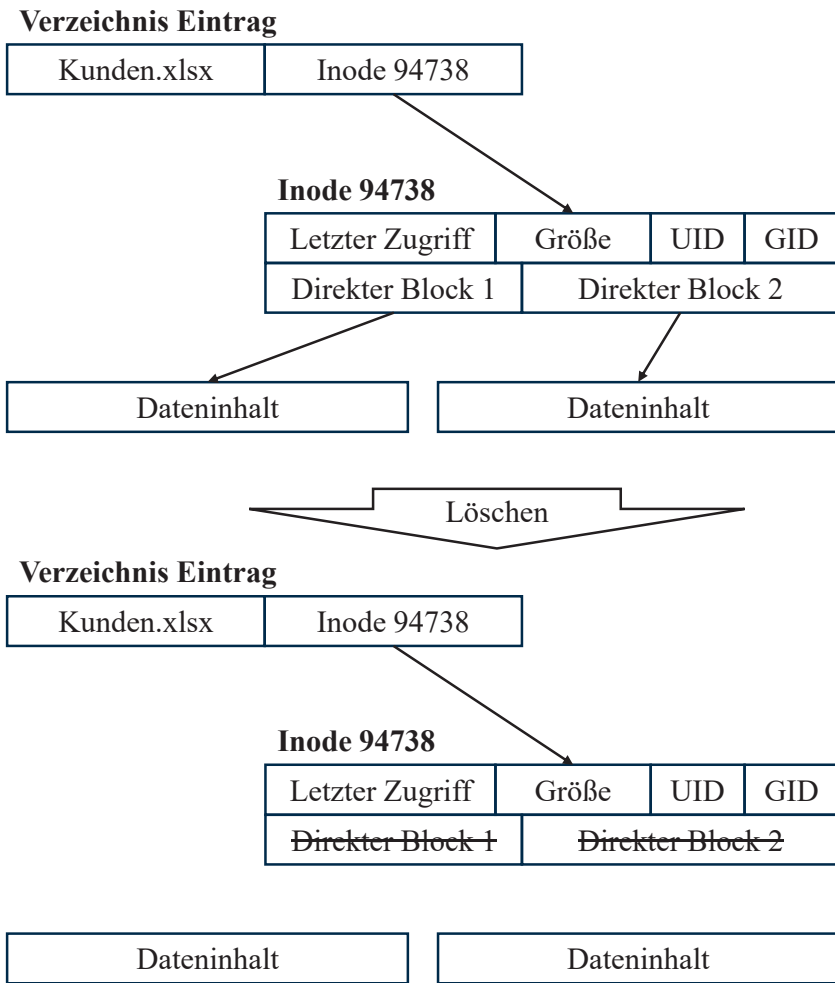 Verzeichnis Eintrag
Kunden.xlsx Inode 94738
Inode 94738
Letzter Zugriff Größe UID GID
Direkter Block 1 Direkter Block 2
Dateninhalt Dateninhalt
Löschen
Verzeichnis Eintrag
Kunden.xlsx Inode 94738
Inode 94738
Letzter Zugriff Größe UID GID
Direkter Block 1 Direkter Block 2
Dateninhalt Dateninhalt